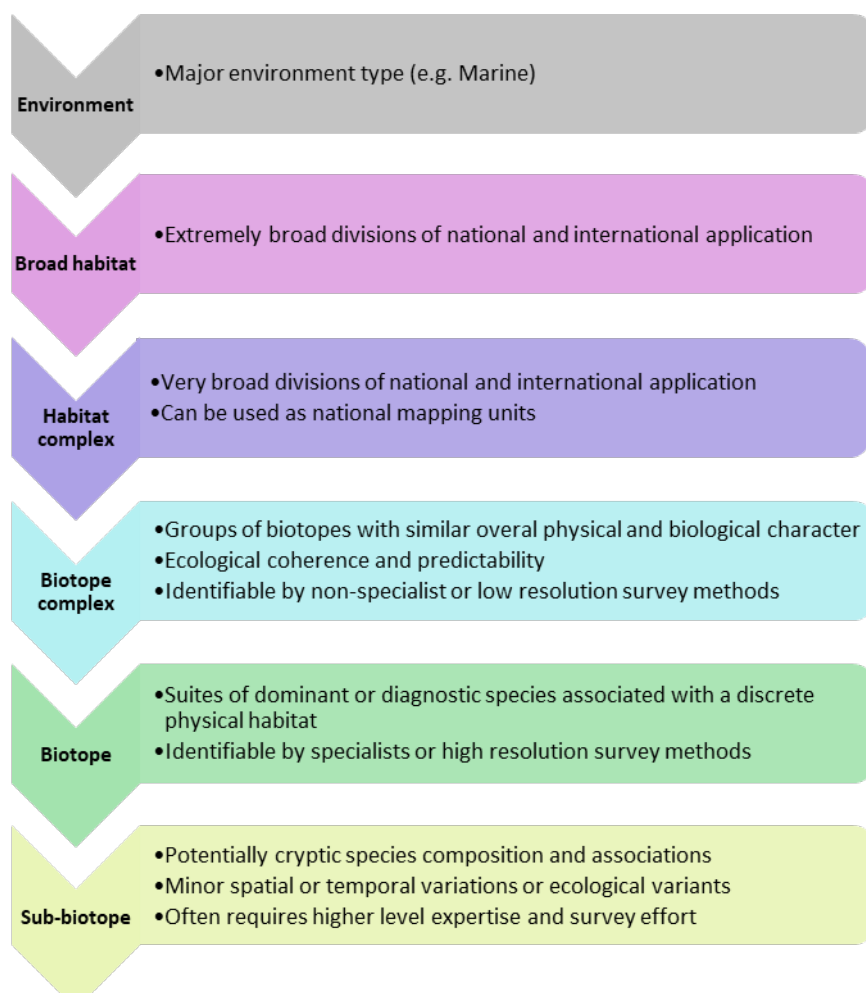 Environment
•Major environment type (e.g. Marine)
Broad habitat
•Extremely broad divisions of national and international application
Habitat
complex
•Very broad divisions of national and international application
•Can be used as national mapping units
Biotope
complex
•Groups of biotopes with similar overal physical and biological character
•Ecological coherence and predictability
•Identifiable by non-specialist or low resolution survey methods
Biotope
•Suites of dominant or diagnostic species associated with a discrete
physical habitat
•Identifiable by specialists or high resolution survey methods
Sub-biotope
•Potentially cryptic species composition and associations
•Minor spatial or temporal variations or ecological variants
•Often requires higher level expertise and survey effort